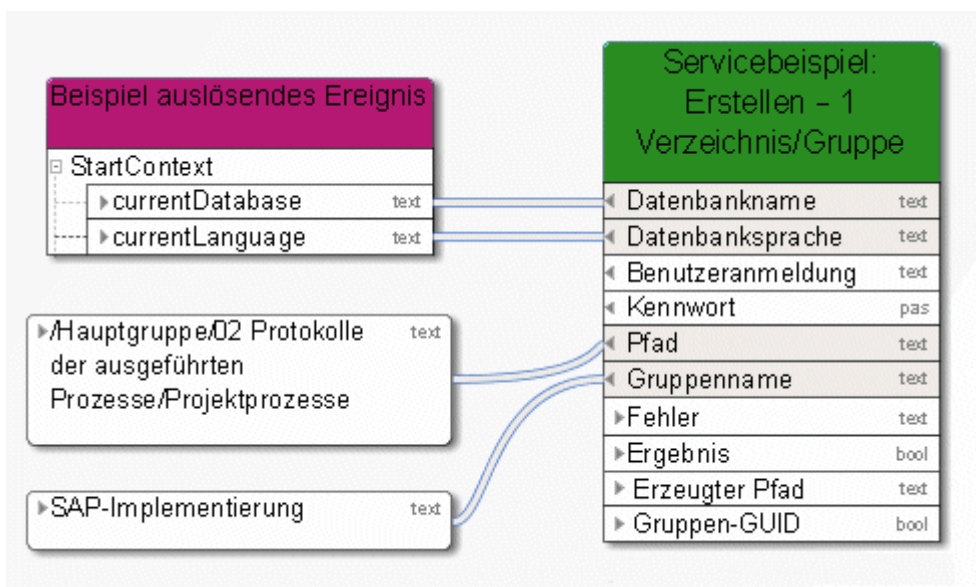 Beispiel auslösendes Ereignis
StartContext
currentDatabase text
currentLanguage text
/Hauptgruppe/02 Protokolle text
der ausgeführten
Prozesse/Projektprozesse
SAP-Implementierung text
Servicebeispiel:
Erstellen – 1
Verzeichnis/Gruppe
Datenbankname text
Datenbanksprache text
Benutzeranmeldung text
Kennwort pas
Pfad text
Gruppenname text
Fehler text
Ergebnis bool
Erzeugter Pfad text
Gruppen-GUID bool